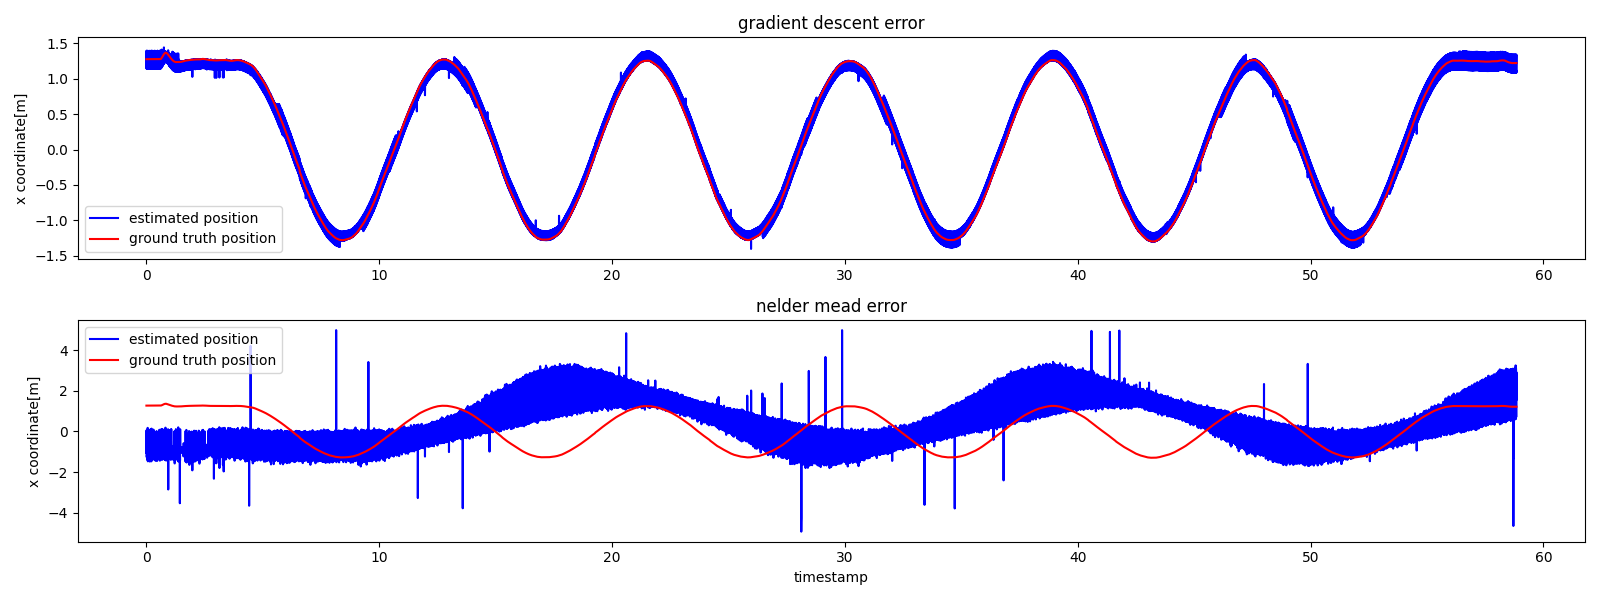 gradient descent error
x coordinate[m]
1.5
1.0
0.5
0.0
−0.5
−1.0
−1.5
estimated position
ground truth position
0
10
20
30
40
50
60
nelder mead error
x coordinate[m]
4
2
0
−2
−4
estimated position
ground truth position
0
10
20
30
40
50
60
timestamp